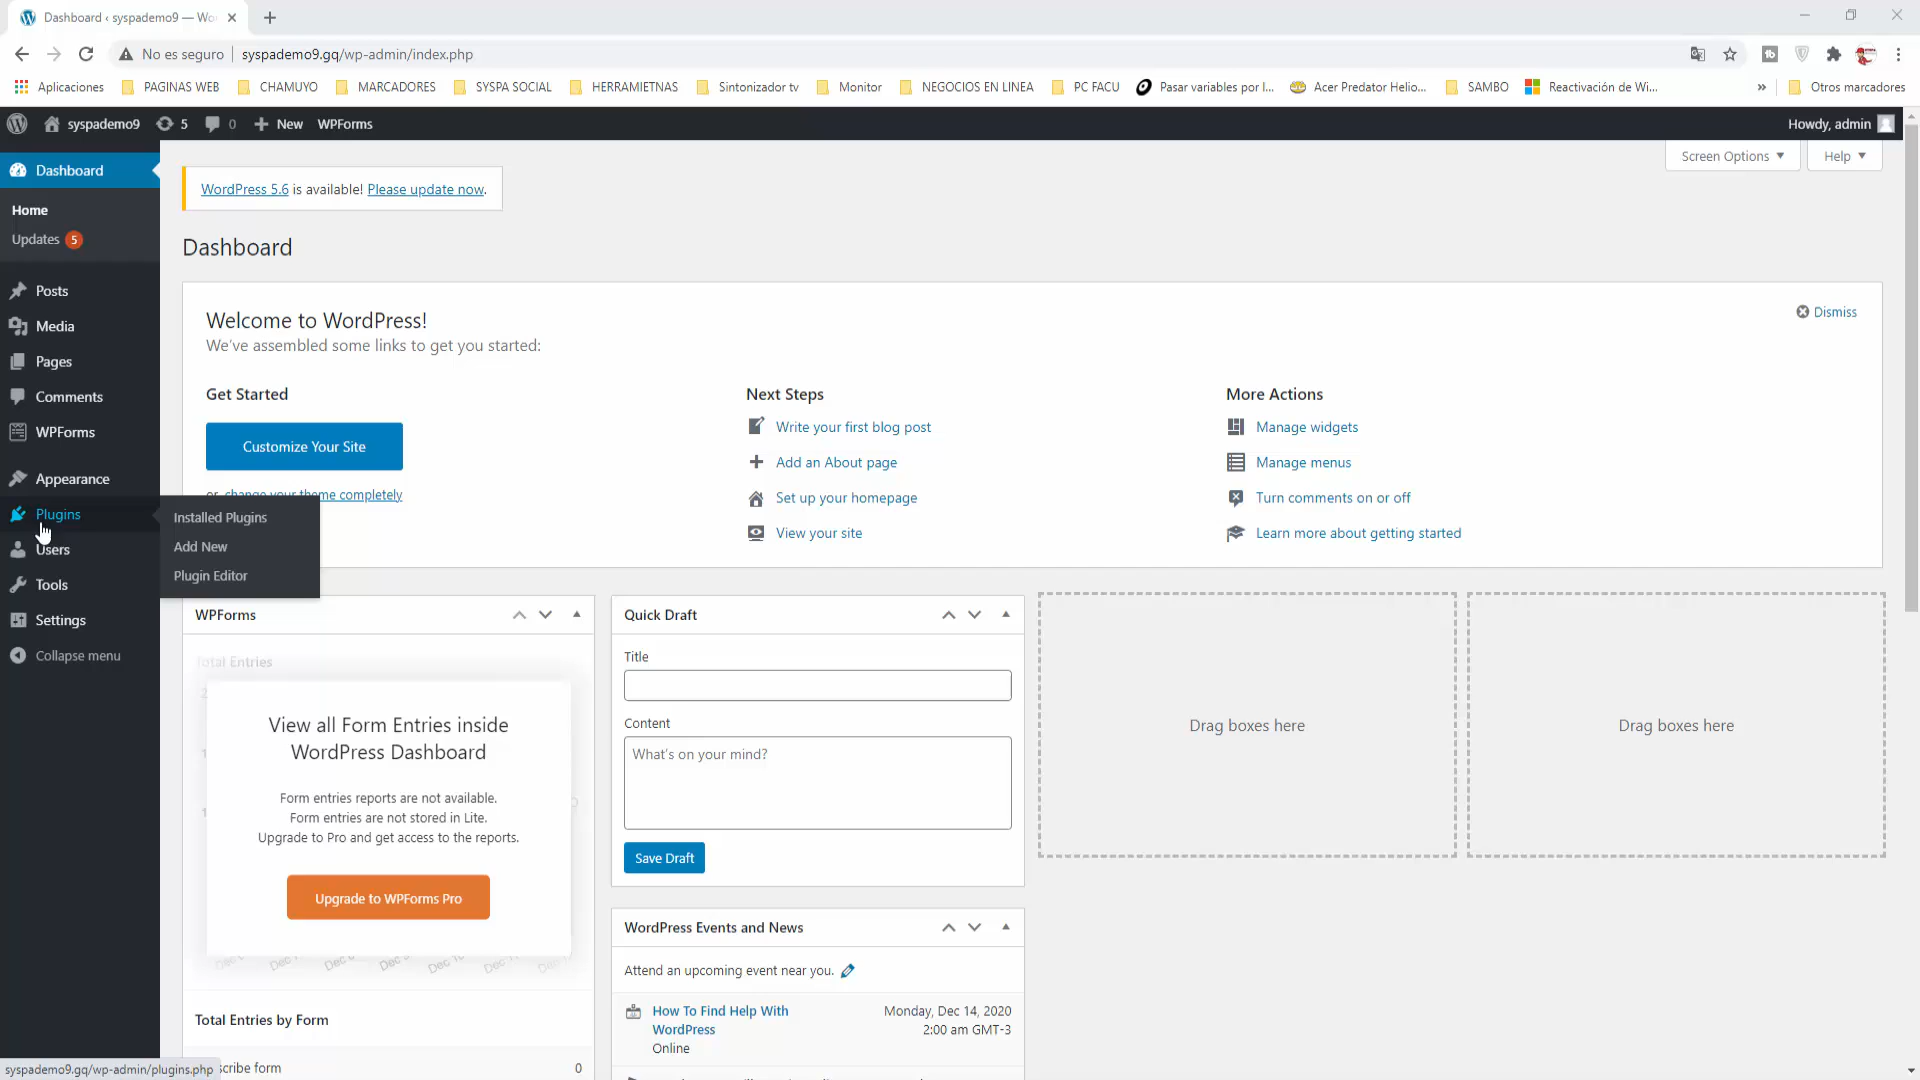 Dashboard ‹ syspademo9 — Wo
No es seguro
syspademo9.gq/wp-admin/index.php
Aplicaciones
PAGINAS WEB
CHAMUYO
MARCADORES
SYSPA SOCIAL
HERRAMIETNAS
Sintonizador tv
Monitor
NEGOCIOS EN LINEA
PC FACU
Pasar variables por l...
Acer Predator Helio...
SAMBO
Reactivación de Wi...
»
Otros marcadores
syspademo9
5
0
New
WPForms
Howdy, admin
Screen Options
Help
Dashboard
Home
Updates 5
Posts
Media
Pages
Comments
WPForms
Appearance
Plugins
Users
Tools
Settings
Collapse menu
Installed Plugins
Add New
Plugin Editor
WordPress 5.6 is available! Please update now.
Dashboard
Welcome to WordPress!
We've assembled some links to get you started:
Dismiss
Get Started
Customize Your Site
or, change your theme completely
Next Steps
Write your first blog post
Add an About page
Set up your homepage
View your site
More Actions
Manage widgets
Manage menus
Turn comments on or off
Learn more about getting started
WPForms
Total Entries
View all Form Entries inside
WordPress Dashboard
Form entries reports are not available.
Form entries are not stored in Lite.
Upgrade to Pro and get access to the reports.
Upgrade to WPForms Pro
Total Entries by Form
scribe form
0
Quick Draft
Title
Content
What's on your mind?
Save Draft
WordPress Events and News
Attend an upcoming event near you.
How To Find Help With
WordPress
Online
Monday, Dec 14, 2020
2:00 am GMT-3
Drag boxes here
Drag boxes here
syspademo9.gq/wp-admin/plugins.php